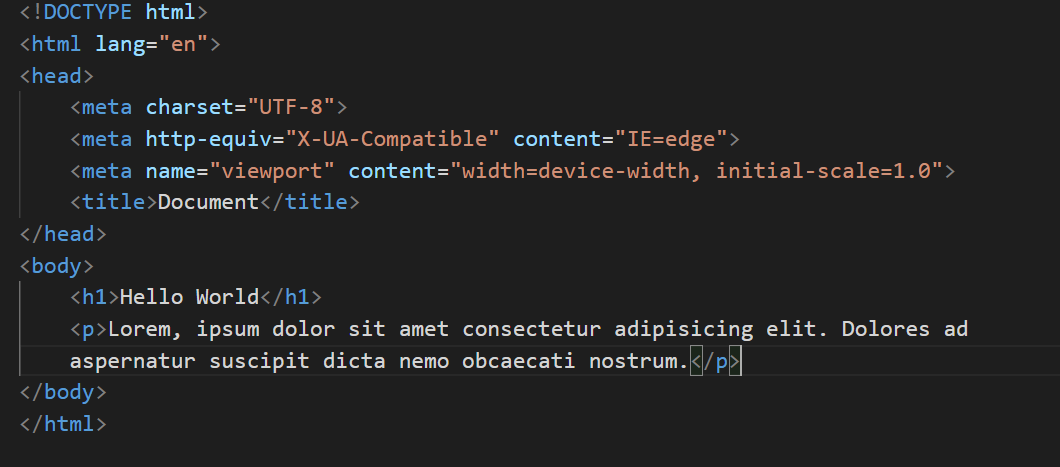 <!DOCTYPE html>
<html lang="en">
<head>
    <meta charset="UTF-8">
    <meta http-equiv="X-UA-Compatible" content="IE=edge">
    <meta name="viewport" content="width=device-width, initial-scale=1.0">
    <title>Document</title>
</head>
<body>
    <h1>Hello World</h1>
    <p>Lorem, ipsum dolor sit amet consectetur adipisicing elit. Dolores ad
    aspernatur suscipit dicta nemo obcaecati nostrum.</p>
</body>
</html>